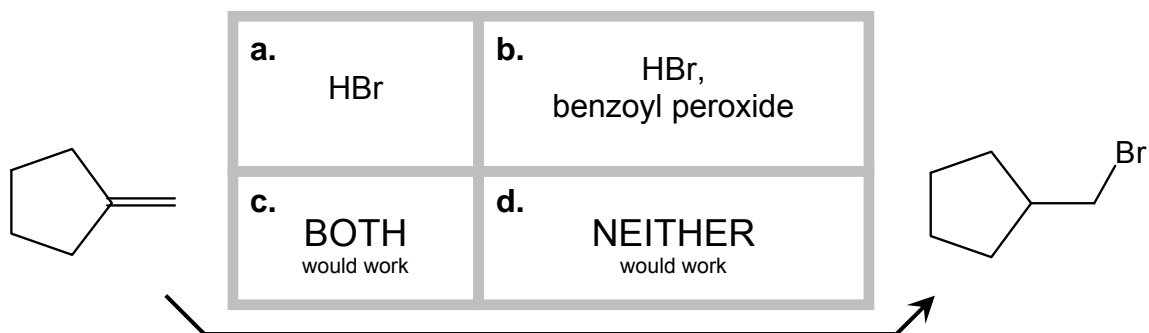 a.
HBr
b.
HBr,
benzoyl peroxide
Br
c.
BOTH
would work
d.
NEITHER
would work